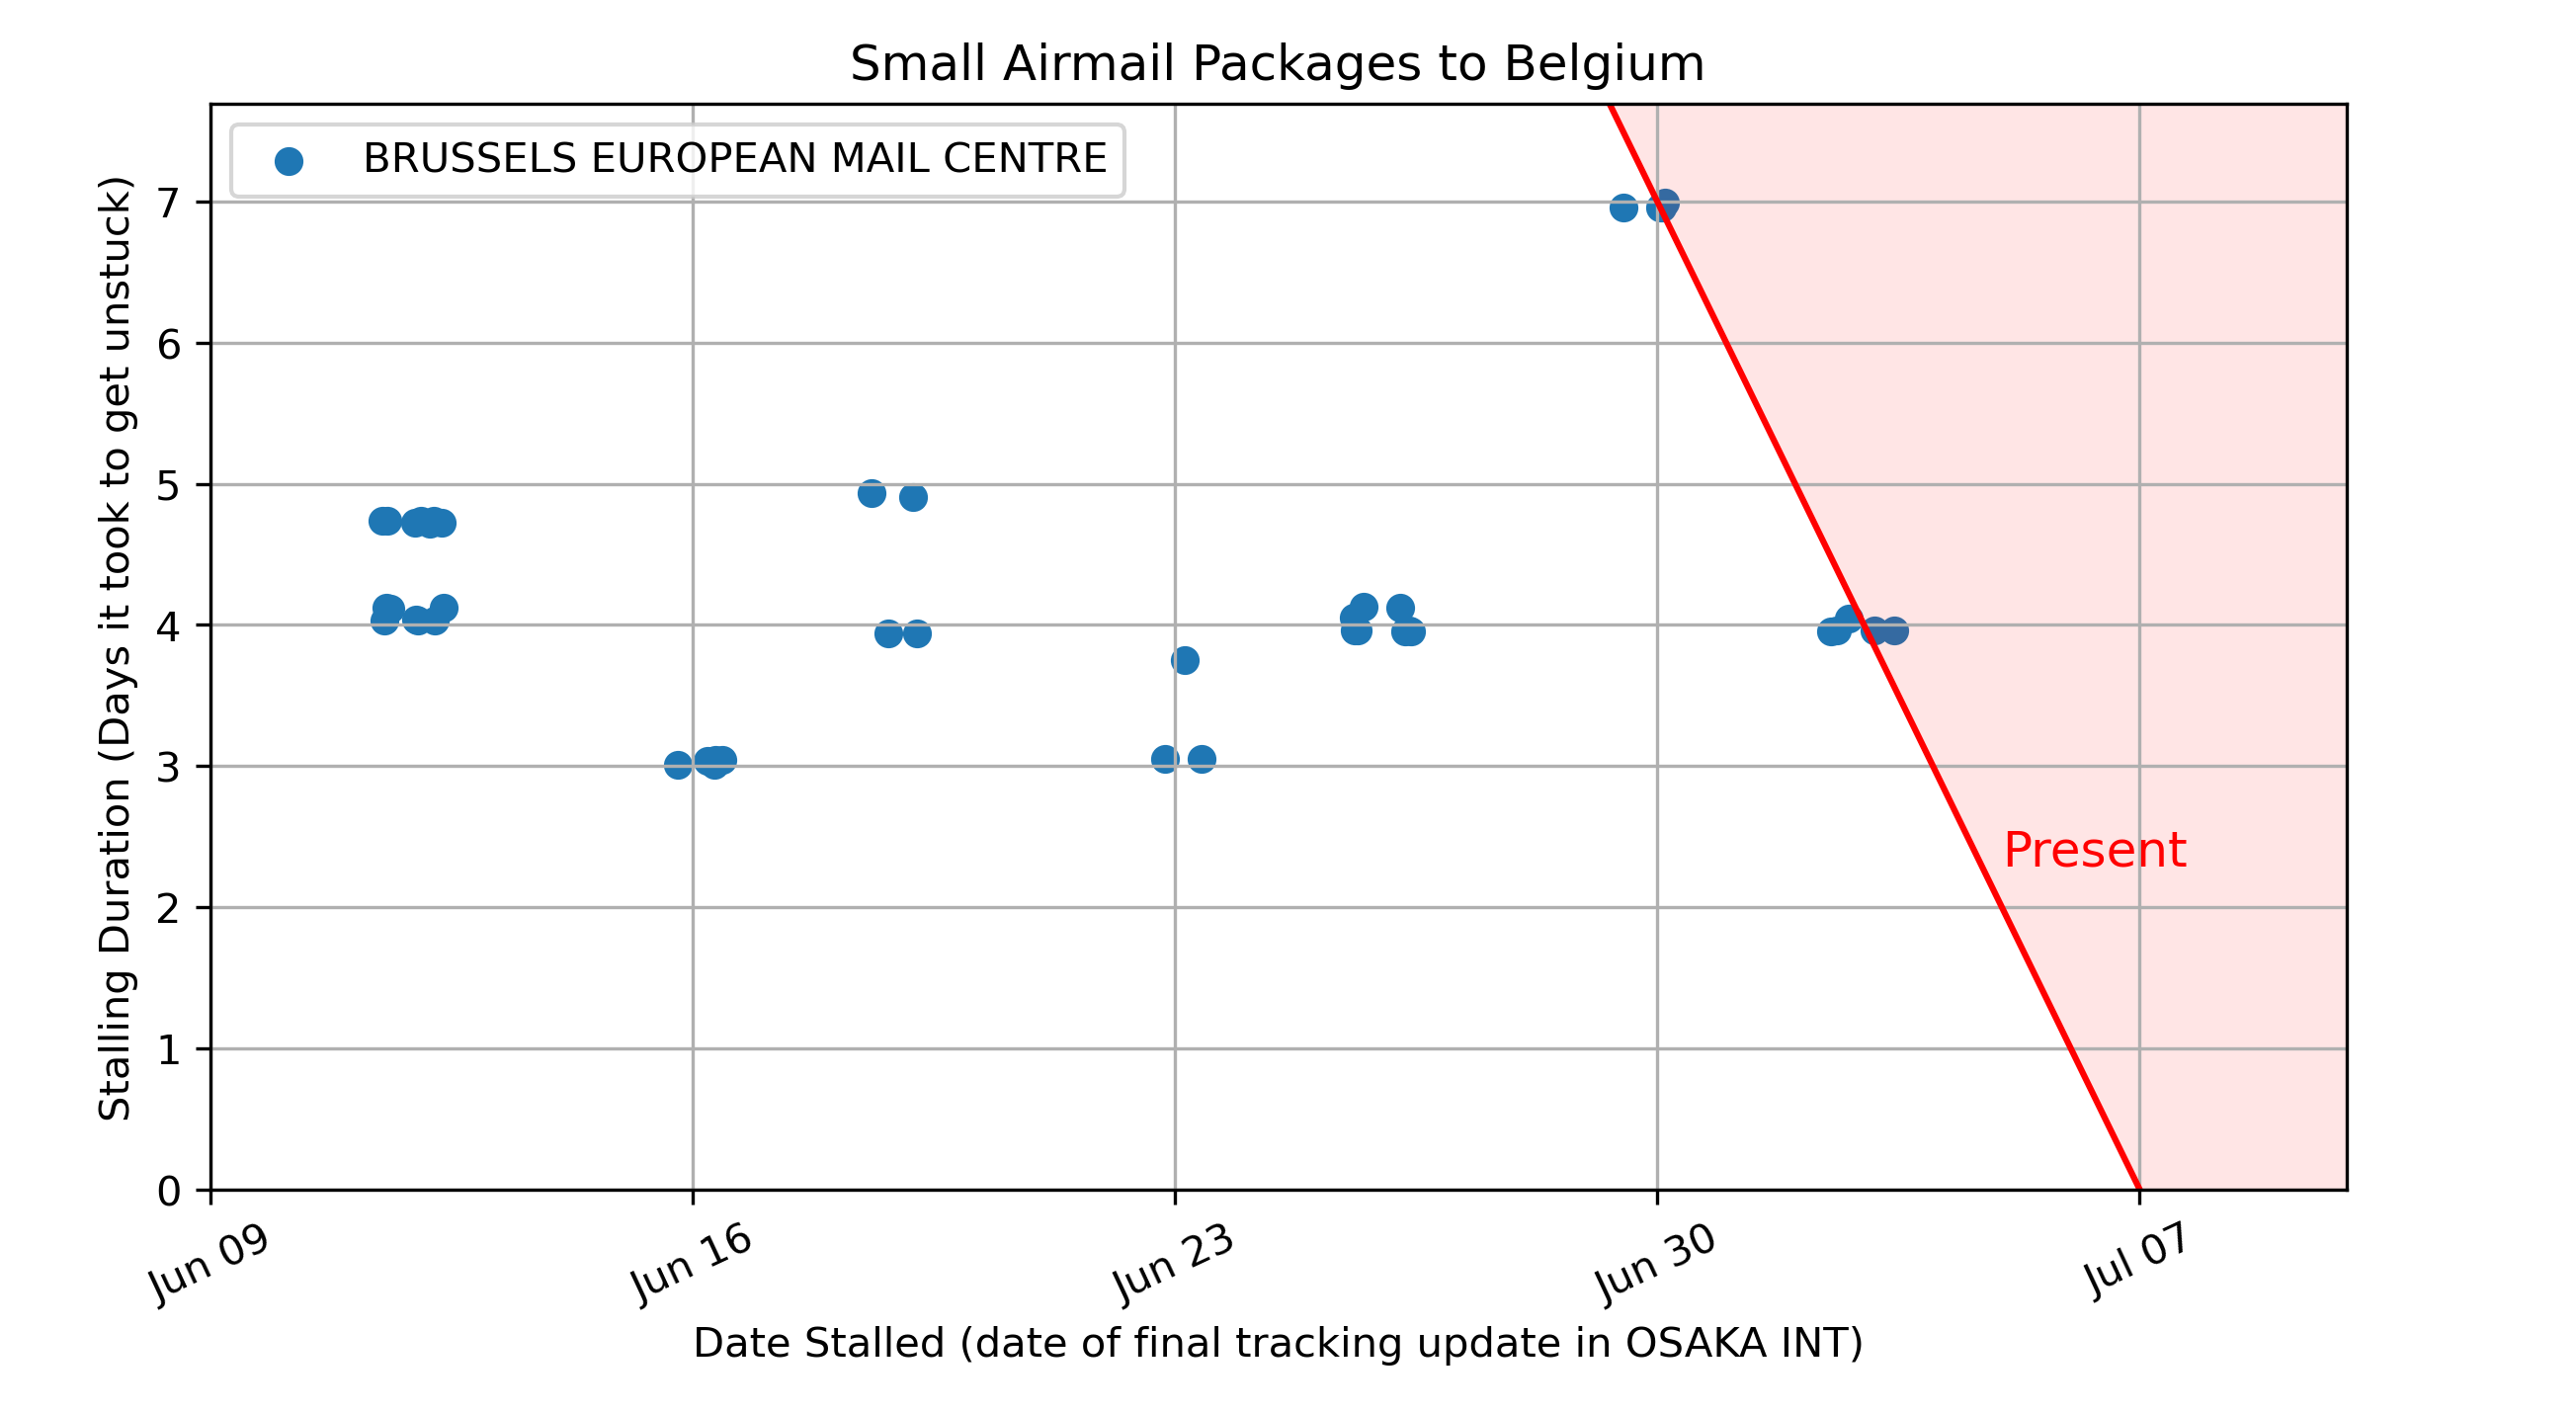 Small Airmail Packages to Belgium
BRUSSELS EUROPEAN MAIL CENTRE
Stalling Duration (Days it took to get unstuck)
7
6
5
4
3
2
1
0
Present
Jun 09
Jun 16
Jun 23
Jun 30
Jul 07
Date Stalled (date of final tracking update in OSAKA INT)